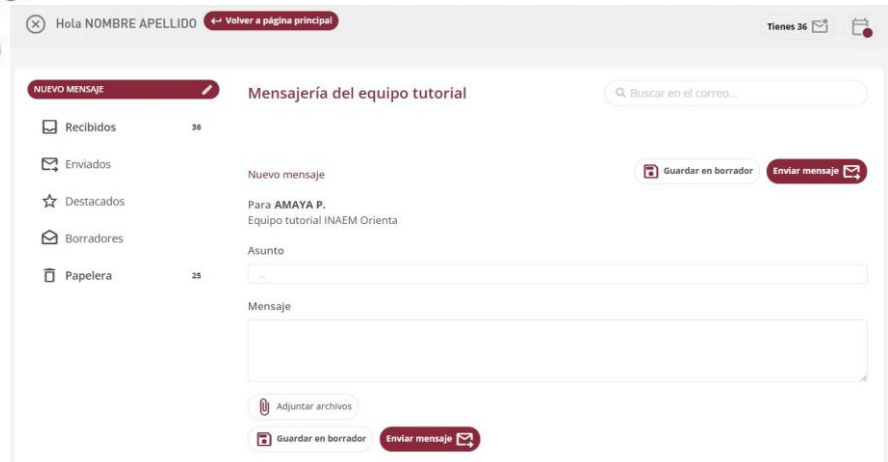 Hola NOMBRE APELLIDO Volver a página principal Tienes 36
NUEVO MENSAJE
Recibidos 36
Enviados
Destacados
Borradores
Papelera 25
Mensajería del equipo tutorial
Buscar en el correo...
Nuevo mensaje
Guardar en borrador Enviar mensaje
Para AMAYA P.
Equipo tutorial INAEM Orienta
Asunto
...
Mensaje
Adjuntar archivos
Guardar en borrador Enviar mensaje